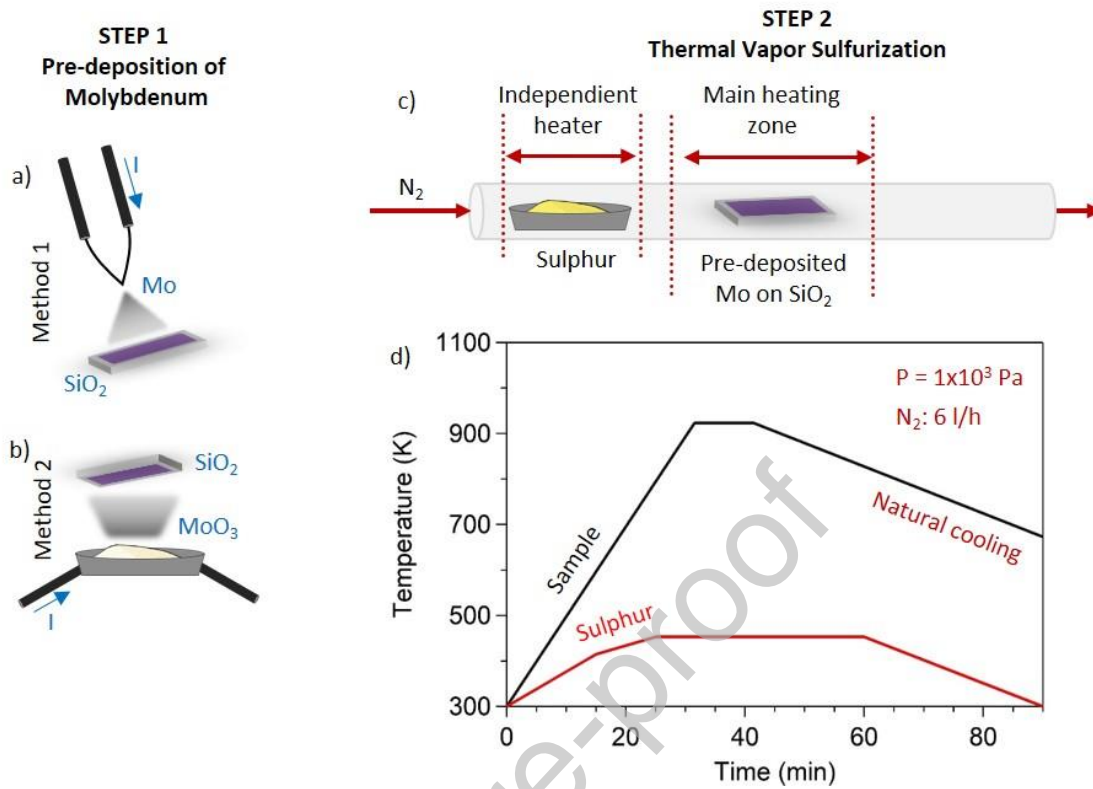 STEP 1
Pre-deposition of
Molybdenum
a)
I
Method 1
Mo
SiO₂
b)
Method 2
SiO₂
MoO₃
I
STEP 2
Thermal Vapor Sulfurization
c)
Independient
heater
Main heating
zone
N₂
Sulphur
Pre-deposited
Mo on SiO₂
d)
P = 1x10³ Pa
N₂: 6 l/h
Temperature (K)
1100
900
700
500
300
Sample
Sulphur
Natural cooling
0
20
40
60
80
Time (min)
e-proof